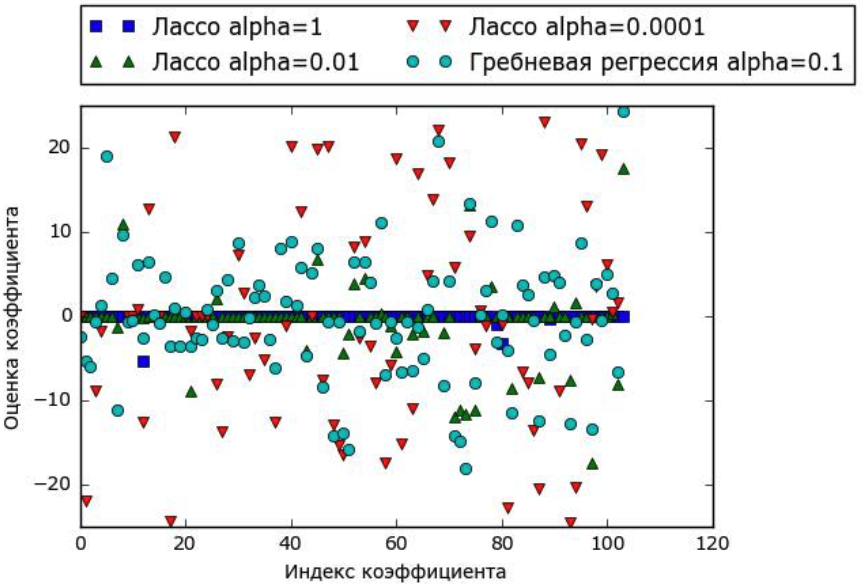 Лассо alpha=1
Лассо alpha=0.0001
Лассо alpha=0.01
Гребневая регрессия alpha=0.1
Оценка коэффициента
20
10
0
−10
−20
0
20
40
60
80
100
120
Индекс коэффициента